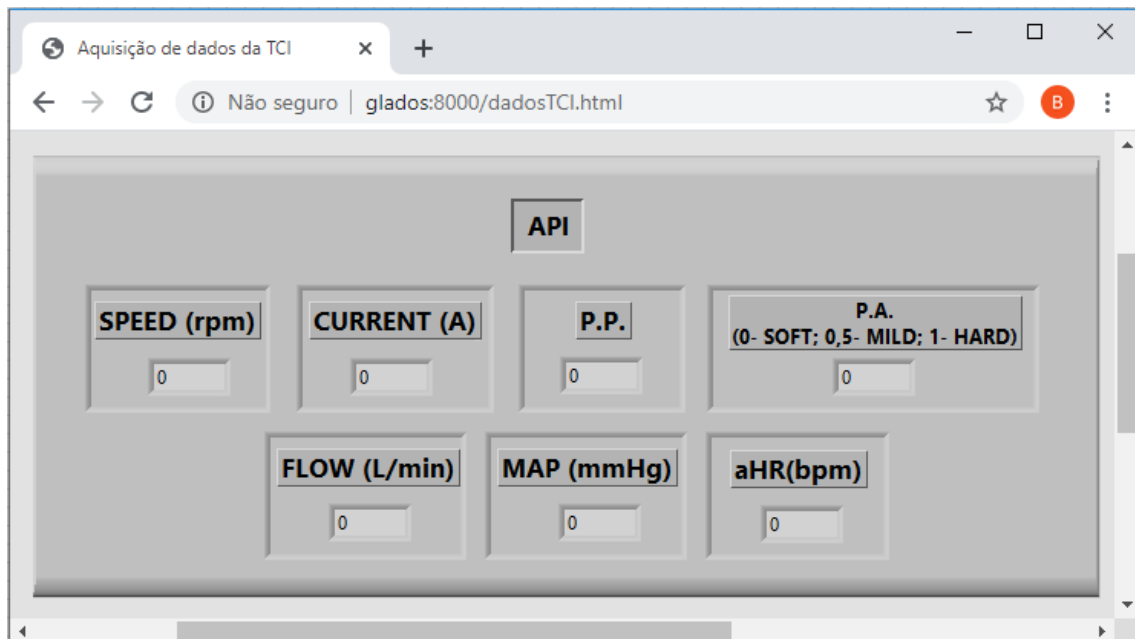 Aquisição de dados da TCI
Não seguro glados:8000/dadosTCI.html
B
API
SPEED (rpm)
0
CURRENT (A)
0
P.P.
0
P.A.
(0- SOFT; 0,5- MILD; 1- HARD)
0
FLOW (L/min)
0
MAP (mmHg)
0
aHR(bpm)
0